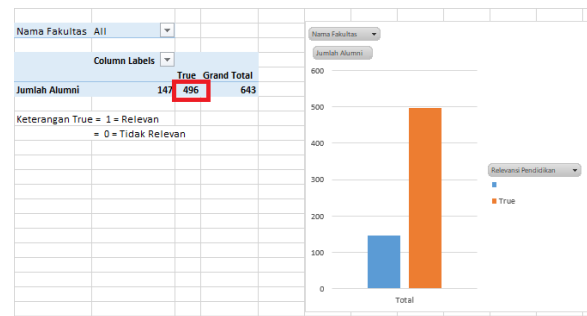 Nama Fakultas All
Column Labels
True Grand Total
Jumlah Alumni 147 496 643
Keterangan True = 1 = Relevan
= 0 = Tidak Relevan
Nama Fakultas
Jumlah Alumni
600
500
400
300
200
100
0
Total
Relevansi Pendidikan
True